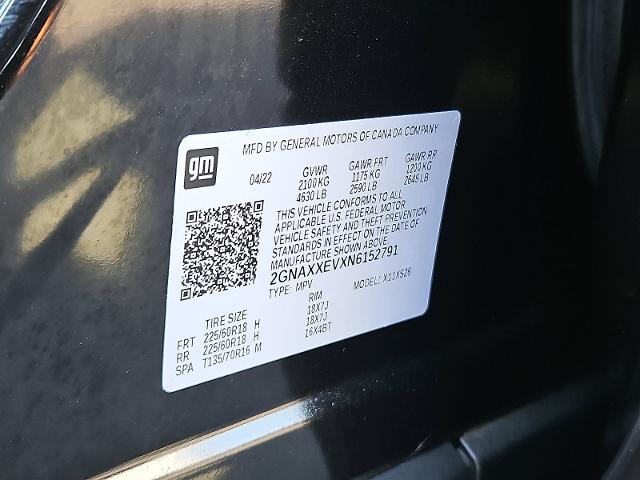 gm
MFD BY GENERAL MOTORS OF CANADA COMPANY
04/22 GVWR GAWR FRT GAWR RR
2100 KG 1175 KG 1200 KG
4630 LB 2590 LB 2645 LB
THIS VEHICLE CONFORMS TO ALL
APPLICABLE U.S. FEDERAL MOTOR
VEHICLE SAFETY AND THEFT PREVENTION
STANDARDS IN EFFECT ON THE DATE OF
MANUFACTURE SHOWN ABOVE.
2GNAXXEVXN6152791
TYPE: MPV MODEL: X11XS26
TIRE SIZE RIM
FRT 225/60R18 H 18X7J
RR 225/60R18 H 18X7J
SPA T135/70R16 M 16X4BT